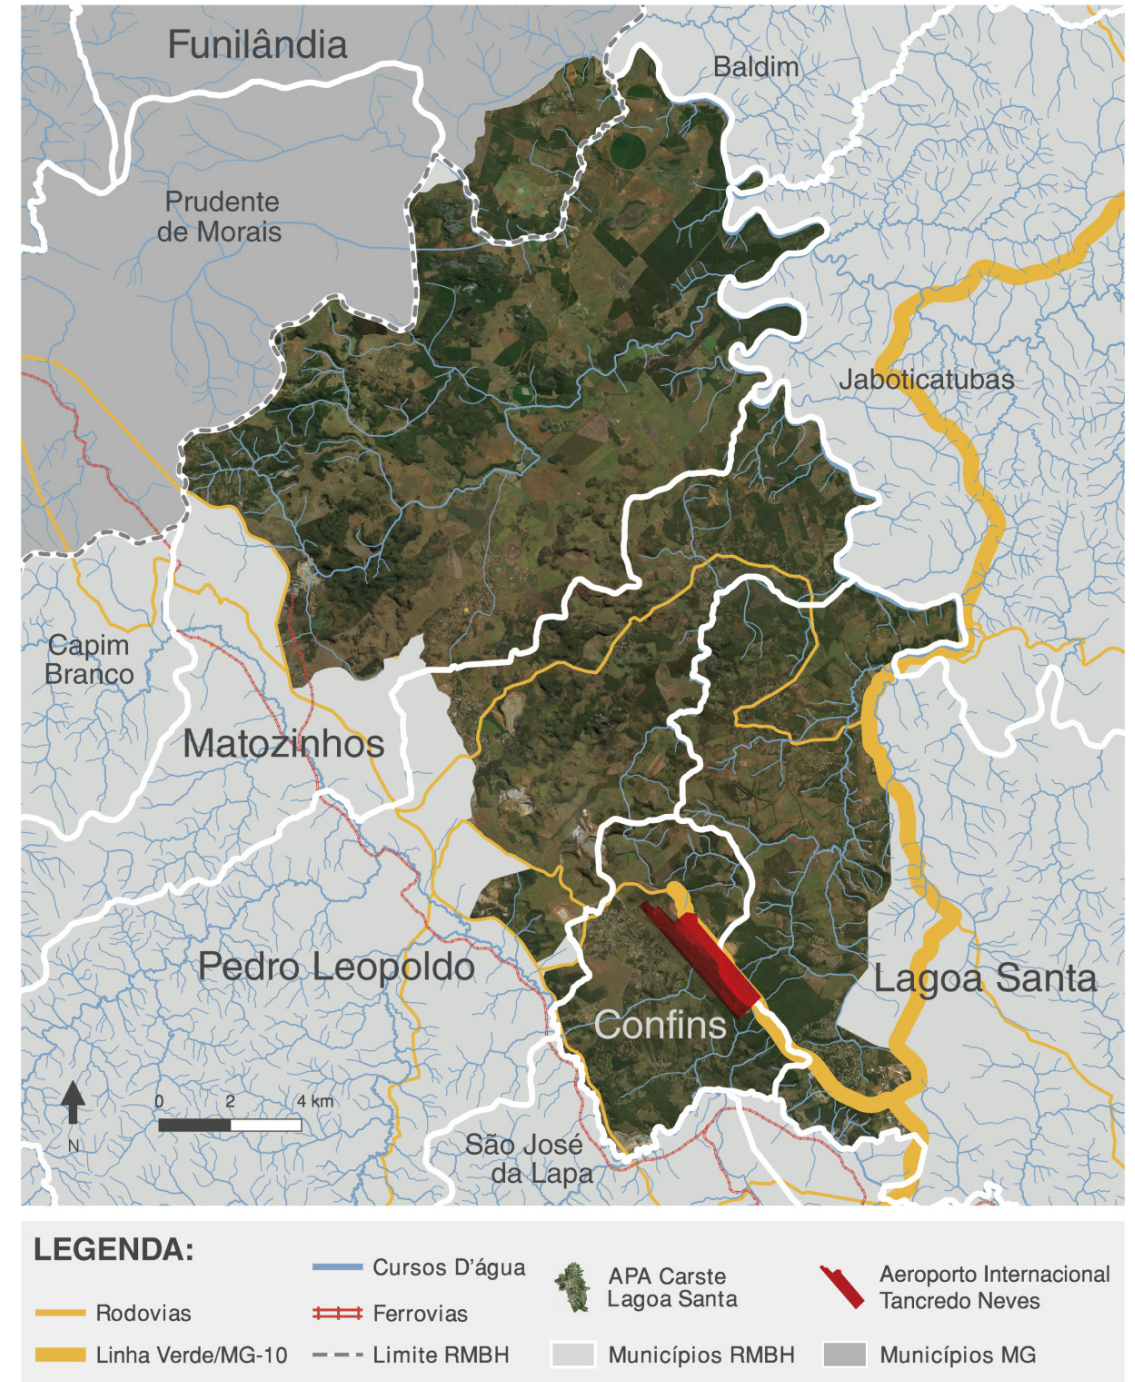 Funilândia
Baldim
Prudente
de Morais
Jaboticatubas
Capim
Branco
Matozinhos
Pedro Leopoldo
Lagoa Santa
Confins
0 2 4 km
N
São José
da Lapa
LEGENDA:
Cursos D'água
APA Carste
Lagoa Santa
Aeroporto Internacional
Tancredo Neves
Rodovias
Ferrovias
Linha Verde/MG-10
Limite RMBH
Municípios RMBH
Municípios MG